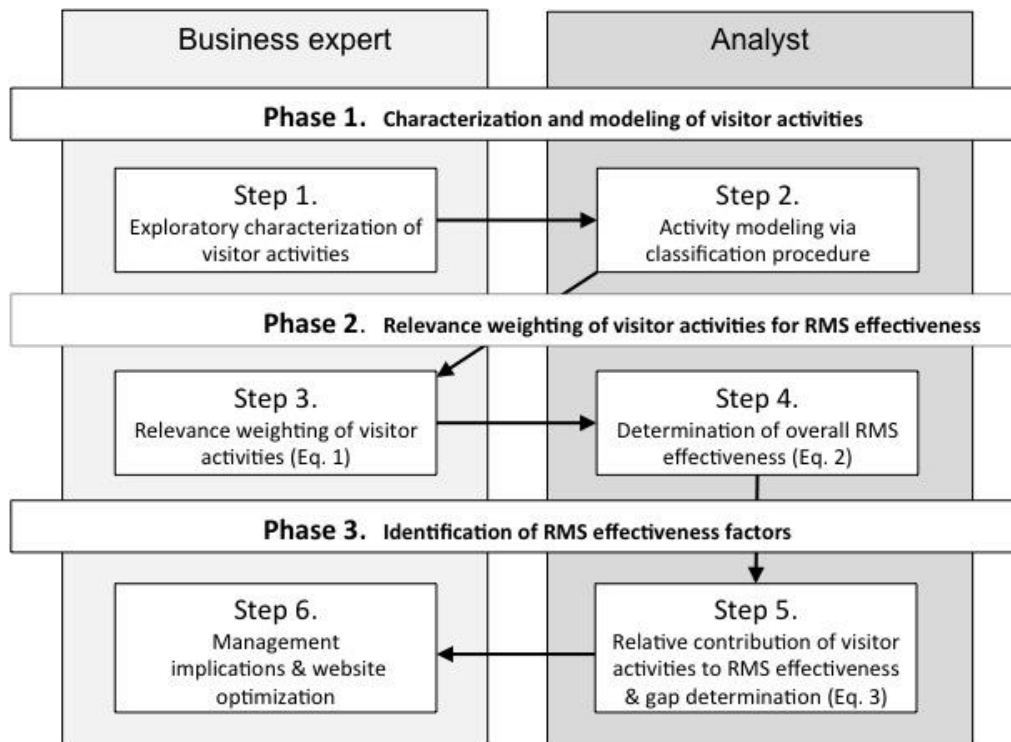 Business expert
Analyst
Phase 1. Characterization and modeling of visitor activities
Step 1.
Exploratory characterization of
visitor activities
Step 2.
Activity modeling via
classification procedure
Phase 2. Relevance weighting of visitor activities for RMS effectiveness
Step 3.
Relevance weighting of visitor
activities (Eq. 1)
Step 4.
Determination of overall RMS
effectiveness (Eq. 2)
Phase 3. Identification of RMS effectiveness factors
Step 6.
Management
implications & website
optimization
Step 5.
Relative contribution of visitor
activities to RMS effectiveness
& gap determination (Eq. 3)